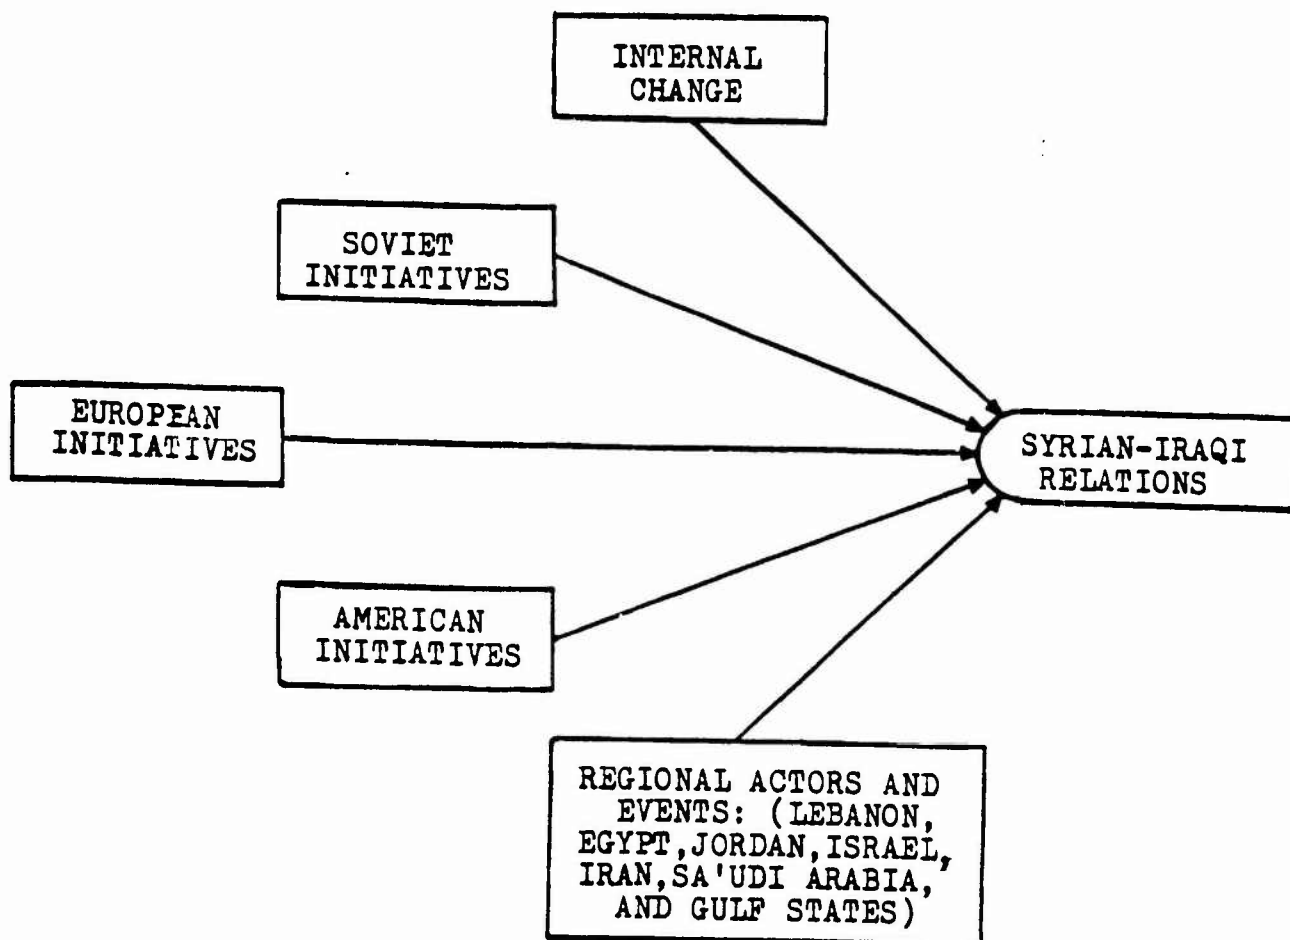 INTERNAL
CHANGE
SOVIET
INITIATIVES
EUROPEAN
INITIATIVES
SYRIAN-IRAQI
RELATIONS
AMERICAN
INITIATIVES
REGIONAL ACTORS AND
EVENTS: (LEBANON,
EGYPT,JORDAN,ISRAEL,
IRAN,SA'UDI ARABIA,
AND GULF STATES)